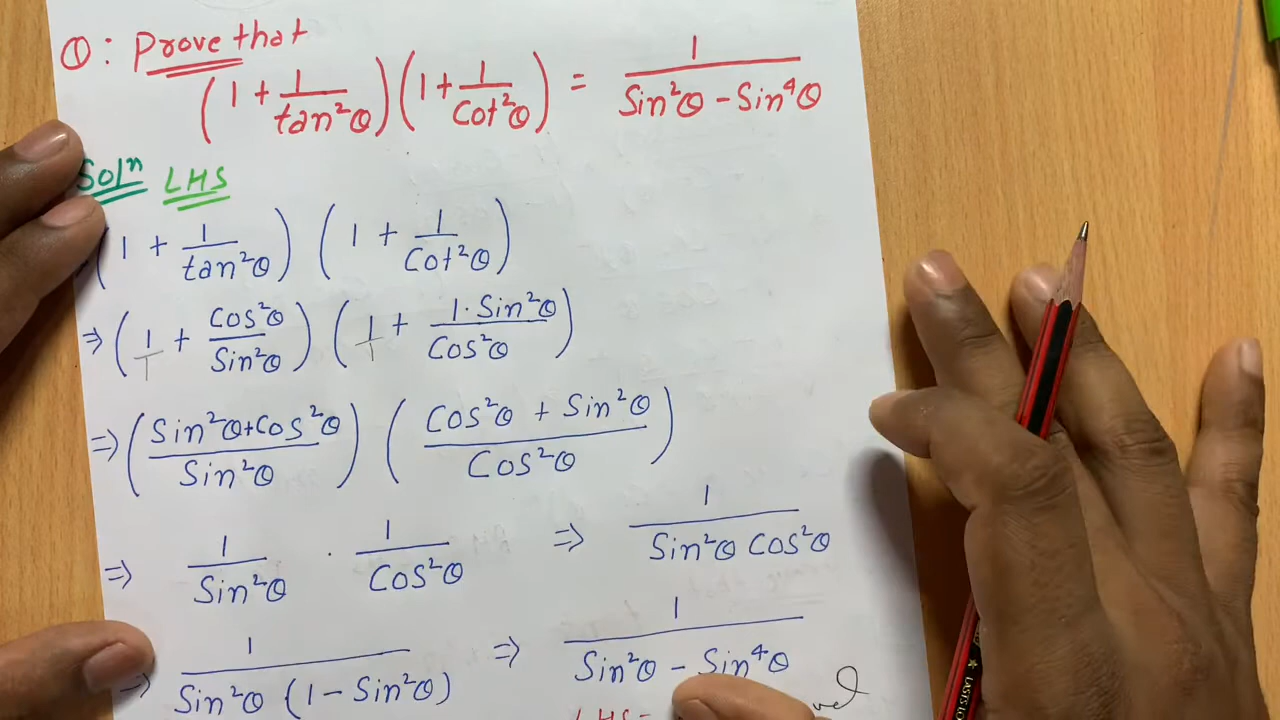 Q: Prove that
(1 + 1/tan²θ)(1 + 1/Cot²θ) = 1/(Sin²θ - Sin⁴θ)
Solⁿ LHS
(1 + 1/tan²θ) (1 + 1/Cot²θ)
⇒ (1/1 + Cos²θ/Sin²θ) (1/1 + 1·Sin²θ/Cos²θ)
⇒ ((Sin²θ+Cos²θ)/Sin²θ) ((Cos²θ + Sin²θ)/Cos²θ)
⇒ 1/Sin²θ · 1/Cos²θ ⇒ 1/(Sin²θ Cos²θ)
⇒ 1/(Sin²θ (1 - Sin²θ)) ⇒ 1/(Sin²θ - Sin⁴θ)
LHS=